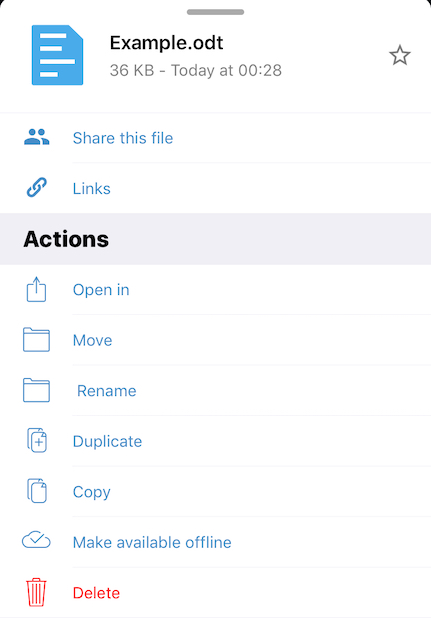 Example.odt
36 KB - Today at 00:28
Share this file
Links
Actions
Open in
Move
Rename
Duplicate
Copy
Make available offline
Delete